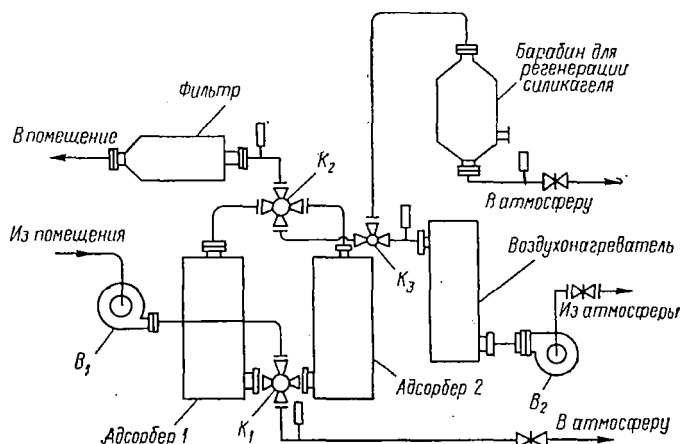 Барабан для
регенерации
силикагеля
Фильтр
В помещение
K₂
В атмосферу
Из помещения
K₃
Воздухонагреватель
Из атмосферы
B₁
Адсорбер 2
B₂
Адсорбер 1
K₁
В атмосферу